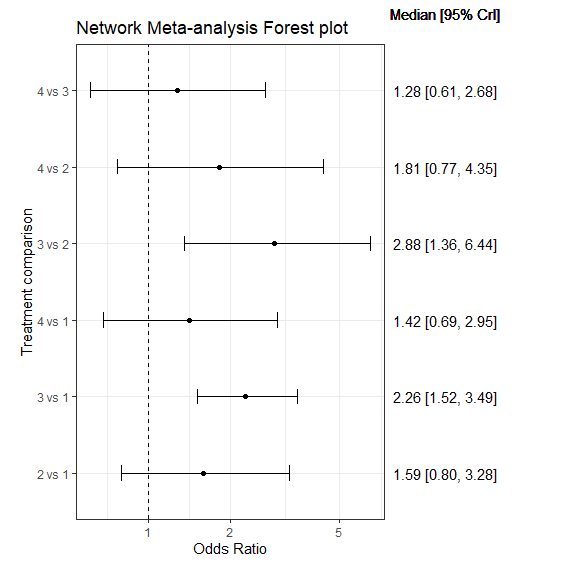 Median [95% CrI]
Network Meta-analysis Forest plot
4 vs 3 1.28 [0.61, 2.68]
4 vs 2 1.81 [0.77, 4.35]
3 vs 2 2.88 [1.36, 6.44]
4 vs 1 1.42 [0.69, 2.95]
3 vs 1 2.26 [1.52, 3.49]
2 vs 1 1.59 [0.80, 3.28]
Treatment comparison
1 2 5
Odds Ratio